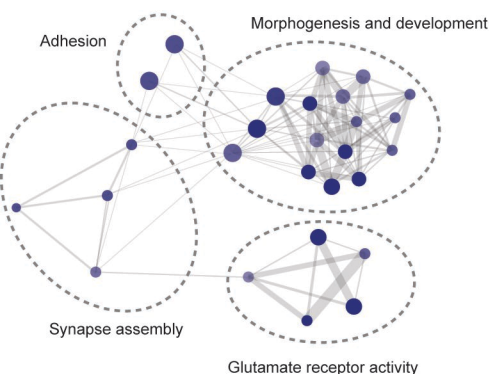 Morphogenesis and development
Adhesion
Synapse assembly
Glutamate receptor activity